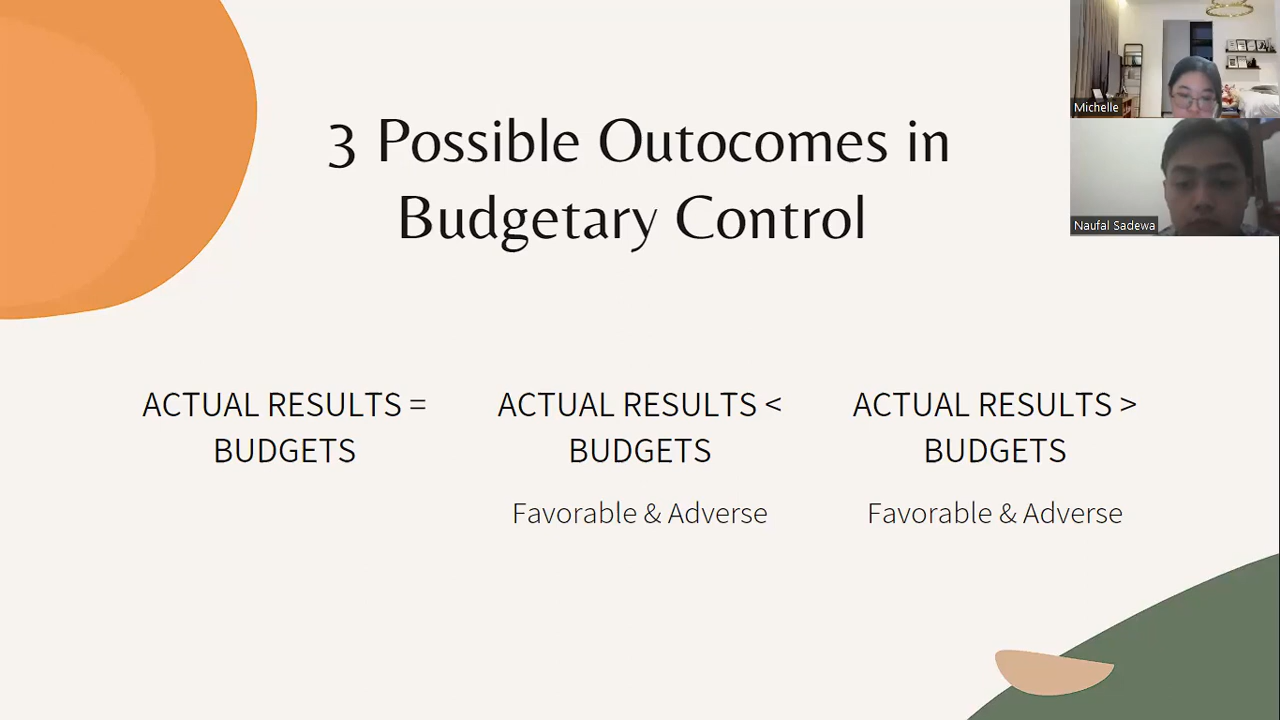 3 Possible Outocomes in
Budgetary Control
ACTUAL RESULTS =
BUDGETS
ACTUAL RESULTS <
BUDGETS
Favorable & Adverse
ACTUAL RESULTS >
BUDGETS
Favorable & Adverse
Michelle
Naufal Sadewa